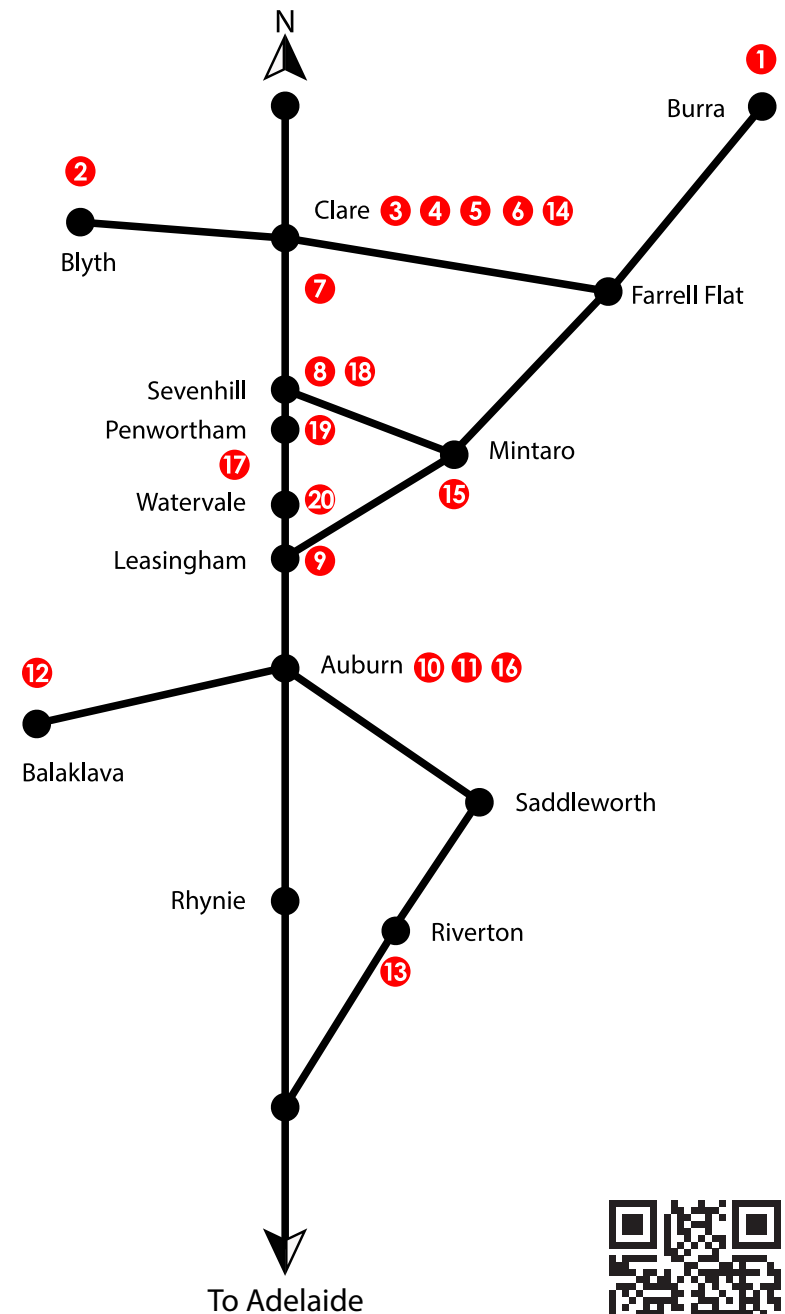 N
1
Burra
2
Clare 3 4 5 6 14
Blyth
7
Farrell Flat
8 18
Sevenhill
Penwortham 19
Mintaro
17
15
Watervale 20
Leasingham 9
Auburn 10 11 16
12
Balaklava
Saddleworth
Rhynie
Riverton
13
To Adelaide